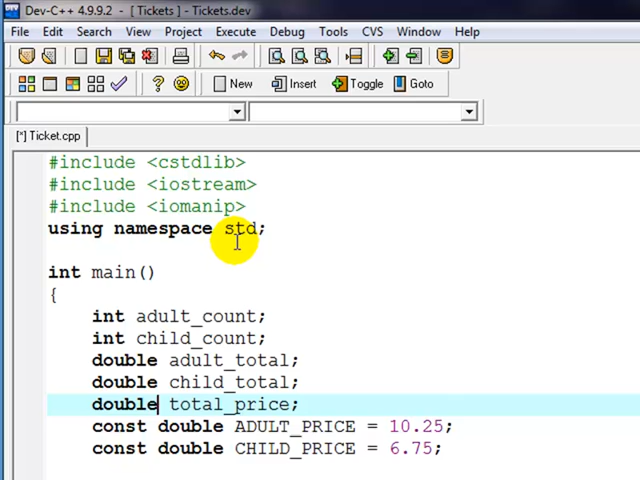 Dev-C++ 4.9.9.2 - [ Tickets ] - Tickets.dev
File Edit Search View Project Execute Debug Tools CVS Window Help
New Insert Toggle Goto
[*] Ticket.cpp
#include <cstdlib>
#include <iostream>
#include <iomanip>
using namespace std;
int main()
{
int adult_count;
int child_count;
double adult_total;
double child_total;
double total_price;
const double ADULT_PRICE = 10.25;
const double CHILD_PRICE = 6.75;